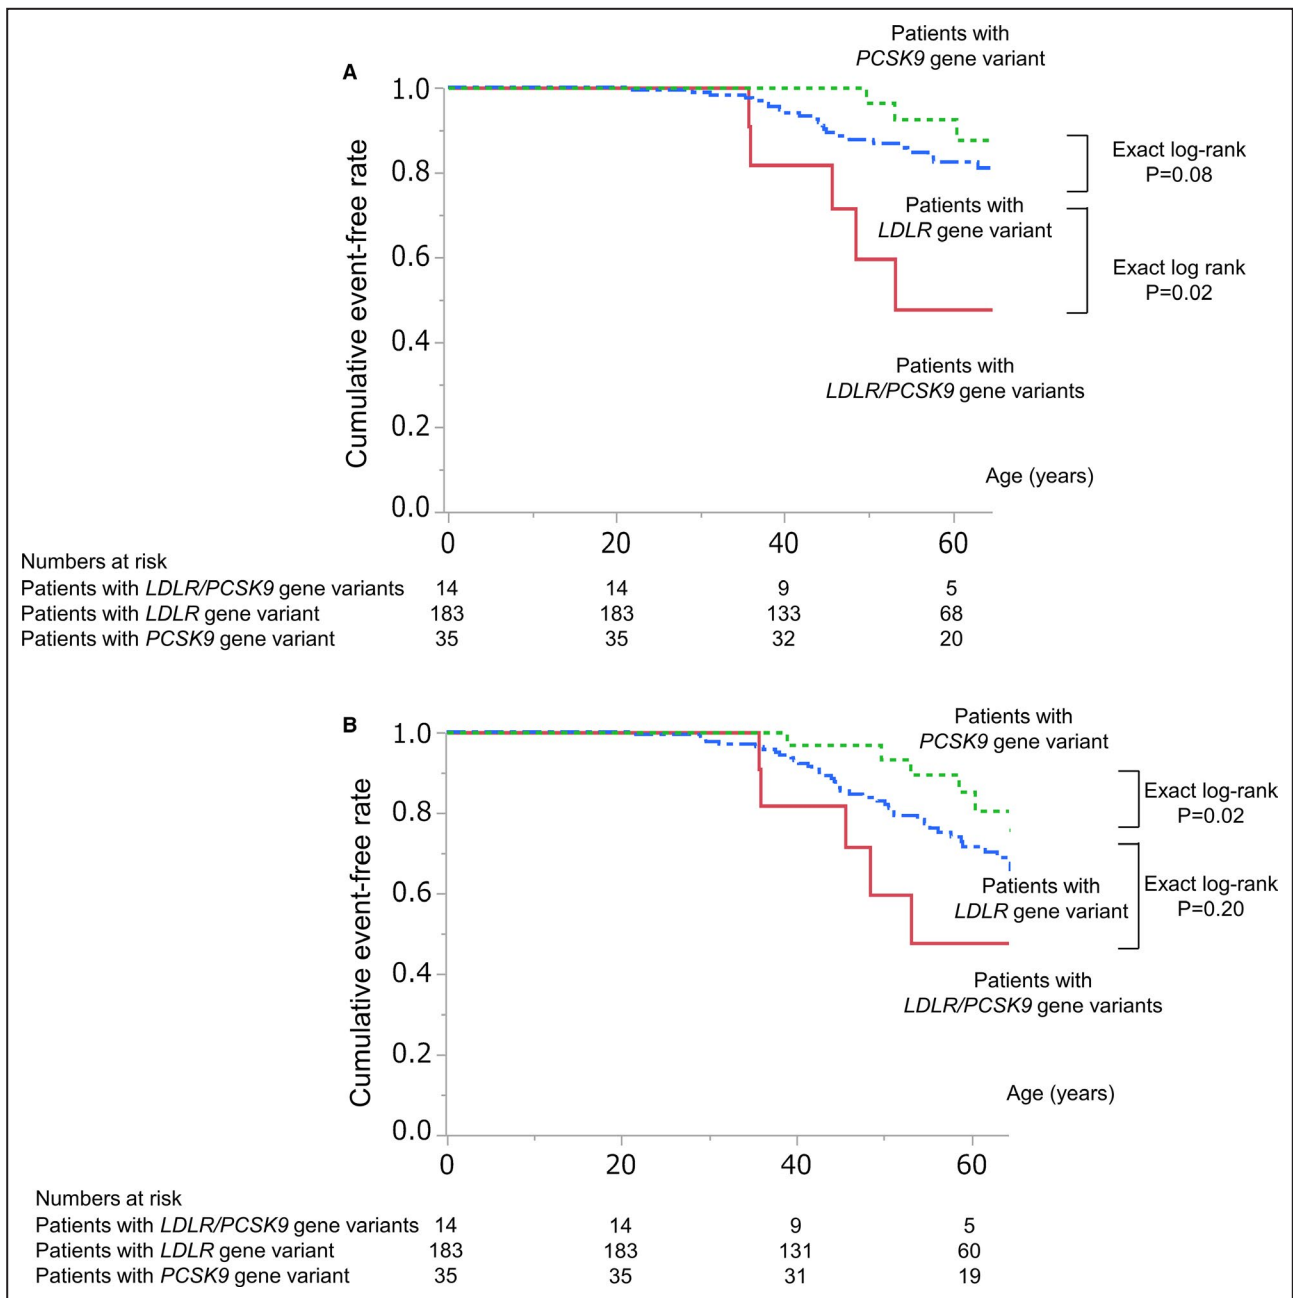 A
Patients with
PCSK9 gene variant
1.0
0.8
0.6
0.4
0.2
0.0
Cumulative event-free rate
Exact log-rank
P=0.08
Patients with
LDLR gene variant
Exact log rank
P=0.02
Patients with
LDLR/PCSK9 gene variants
Age (years)
0 20 40 60
Numbers at risk
Patients with LDLR/PCSK9 gene variants 14 14 9 5
Patients with LDLR gene variant 183 183 133 68
Patients with PCSK9 gene variant 35 35 32 20
B
Patients with
PCSK9 gene variant
1.0
0.8
0.6
0.4
0.2
0.0
Cumulative event-free rate
Exact log-rank
P=0.02
Patients with
LDLR gene variant
Exact log-rank
P=0.20
Patients with
LDLR/PCSK9 gene variants
Age (years)
0 20 40 60
Numbers at risk
Patients with LDLR/PCSK9 gene variants 14 14 9 5
Patients with LDLR gene variant 183 183 131 60
Patients with PCSK9 gene variant 35 35 31 19